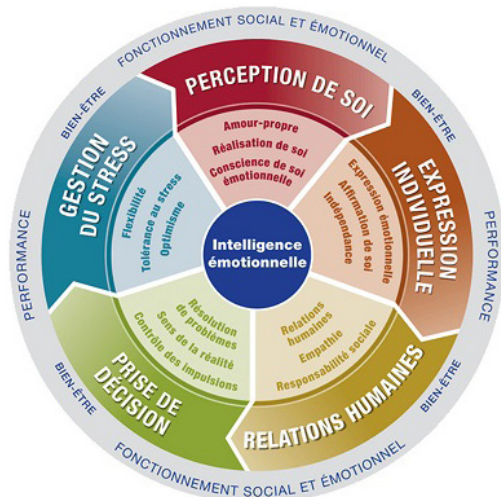 FONCTIONNEMENT SOCIAL ET ÉMOTIONNEL
BIEN-ÊTRE
BIEN-ÊTRE
PERCEPTION DE SOI
Amour-propre
Réalisation de soi
Conscience de soi
émotionnelle
EXPRESSION
INDIVIDUELLE
Expression émotionnelle
Affirmation de soi
Indépendance
GESTION
DU STRESS
Flexibilité
Tolérance au stress
Optimisme
Intelligence
émotionnelle
PERFORMANCE
PERFORMANCE
Résolution
de problèmes
Sens de la réalité
Contrôle des impulsions
PRISE DE
DÉCISION
Relations
humaines
Empathie
Responsabilité sociale
RELATIONS HUMAINES
BIEN-ÊTRE
BIEN-ÊTRE
FONCTIONNEMENT SOCIAL ET ÉMOTIONNEL